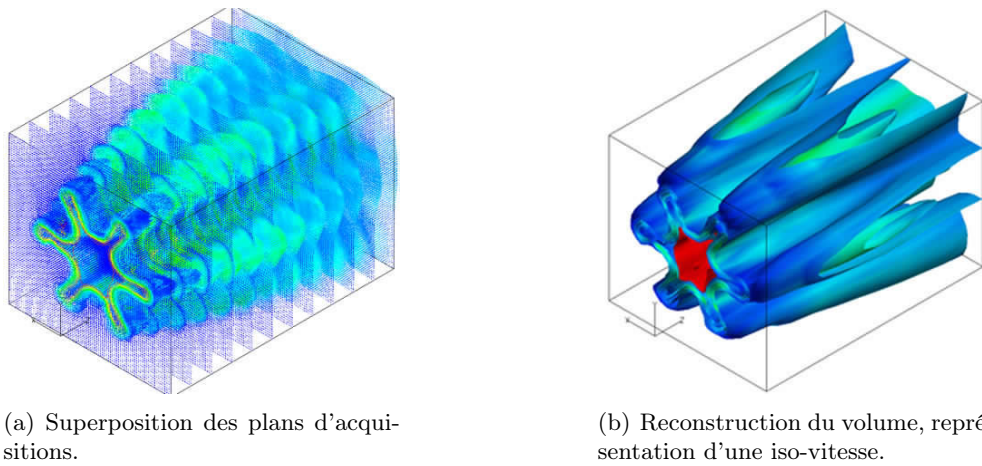 (a) Superposition des plans d'acqui-
sitions.
(b) Reconstruction du volume, repré-
sentation d'une iso-vitesse.